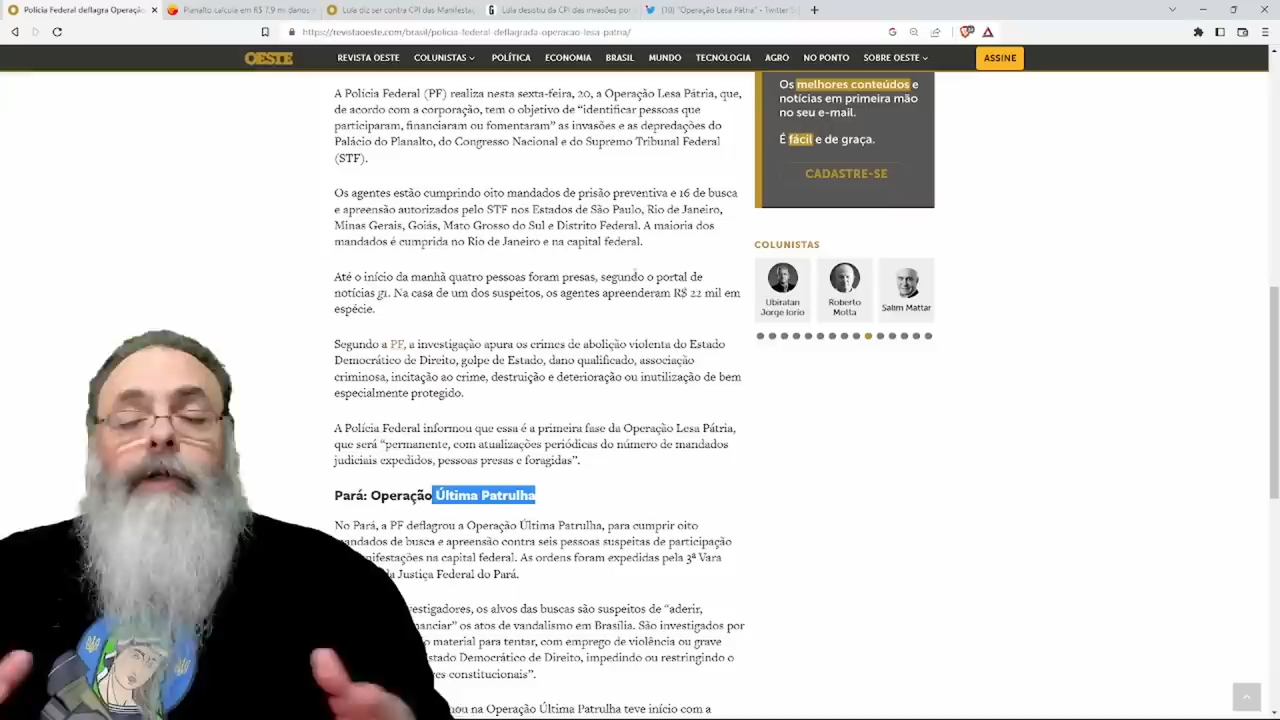 Polícia Federal deflagra Operação
Planalto calcula em R$ 7,9 mi danos
Lula diz ser contra CPI das Manifesta
Lula desistiu da CPI das invasões por
(10) "Operação Lesa Pátria" - Twitter S
https://revistaoeste.com/brasil/policia-federal-deflagrada-operacao-lesa-patria/
OESTE
REVISTA OESTE
COLUNISTAS
POLÍTICA
ECONOMIA
BRASIL
MUNDO
TECNOLOGIA
AGRO
NO PONTO
SOBRE OESTE
ASSINE
A Polícia Federal (PF) realiza nesta sexta-feira, 20, a Operação Lesa Pátria, que,
de acordo com a corporação, tem o objetivo de “identificar pessoas que
participaram, financiaram ou fomentaram” as invasões e as depredações do
Palácio do Planalto, do Congresso Nacional e do Supremo Tribunal Federal
(STF).
Os agentes estão cumprindo oito mandados de prisão preventiva e 16 de busca
e apreensão autorizados pelo STF nos Estados de São Paulo, Rio de Janeiro,
Minas Gerais, Goiás, Mato Grosso do Sul e Distrito Federal. A maioria dos
mandados é cumprida no Rio de Janeiro e na capital federal.
Até o início da manhã quatro pessoas foram presas, segundo o portal de
notícias g1. Na casa de um dos suspeitos, os agentes apreenderam R$ 22 mil em
espécie.
Segundo a PF, a investigação apura os crimes de abolição violenta do Estado
Democrático de Direito, golpe de Estado, dano qualificado, associação
criminosa, incitação ao crime, destruição e deterioração ou inutilização de bem
especialmente protegido.
A Polícia Federal informou que essa é a primeira fase da Operação Lesa Pátria,
que será “permanente, com atualizações periódicas do número de mandados
judiciais expedidos, pessoas presas e foragidas”.
Pará: Operação Última Patrulha
No Pará, a PF deflagrou a Operação Última Patrulha, para cumprir oito
mandados de busca e apreensão contra seis pessoas suspeitas de participação
manifestações na capital federal. As ordens foram expedidas pela 3ª Vara
da Justiça Federal do Pará.
vestigadores, os alvos das buscas são suspeitos de “aderir,
nanciar” os atos de vandalismo em Brasília. São investigados por
o material para tentar, com emprego de violência ou grave
stado Democrático de Direito, impedindo ou restringindo o
res constitucionais”.
nou na Operação Última Patrulha teve início com a
Os melhores conteúdos e
notícias em primeira mão
no seu e-mail.
É fácil e de graça.
CADASTRE-SE
COLUNISTAS
Ubiratan
Jorge Iorio
Roberto
Motta
Salim Mattar